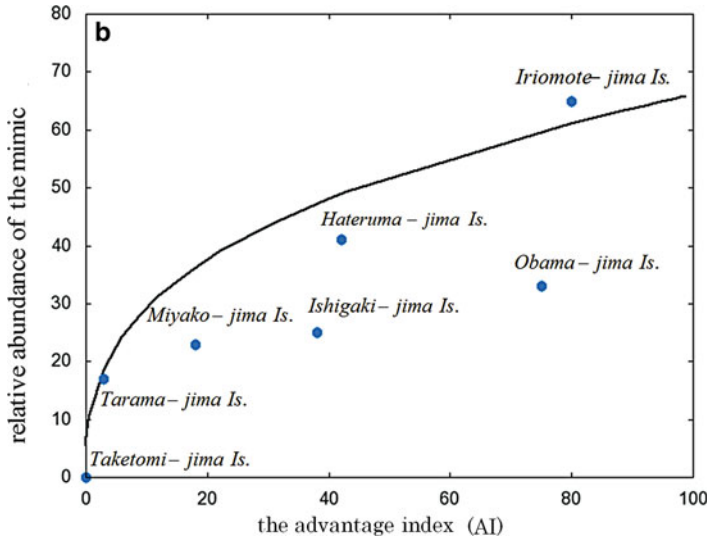 b
80
70
60
50
40
30
20
10
0
relative abundance of the mimic
Iriomote– jima Is.
Hateruma – jima Is.
Obama – jima Is.
Miyako – jima Is.
Ishigaki – jima Is.
Tarama – jima Is.
Taketomi – jima Is.
0 20 40 60 80 100
the advantage index (AI)